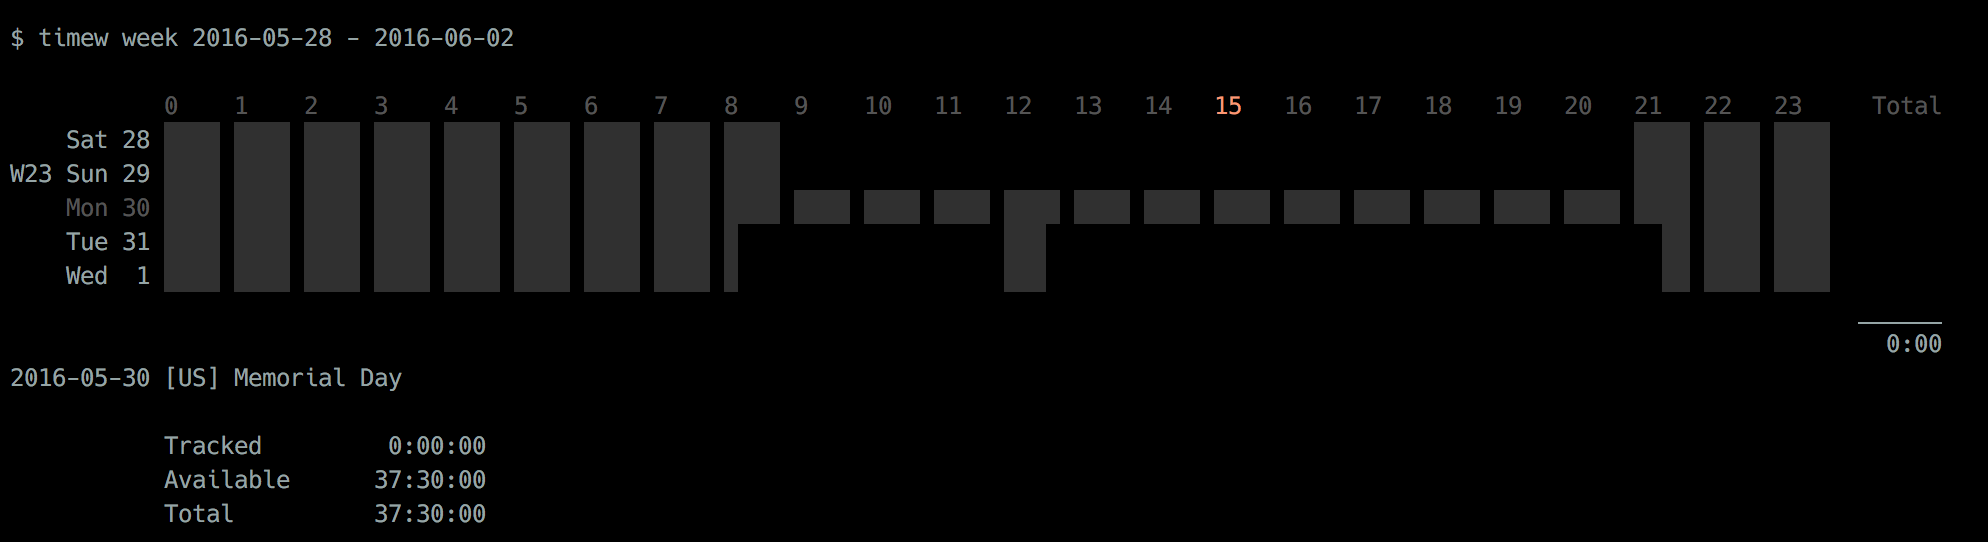 $ timew week 2016-05-28 - 2016-06-02
0 1 2 3 4 5 6 7 8 9 10 11 12 13 14 15 16 17 18 19 20 21 22 23 Total
Sat 28
W23 Sun 29
Mon 30
Tue 31
Wed 1
0:00
2016-05-30 [US] Memorial Day
Tracked 0:00:00
Available 37:30:00
Total 37:30:00